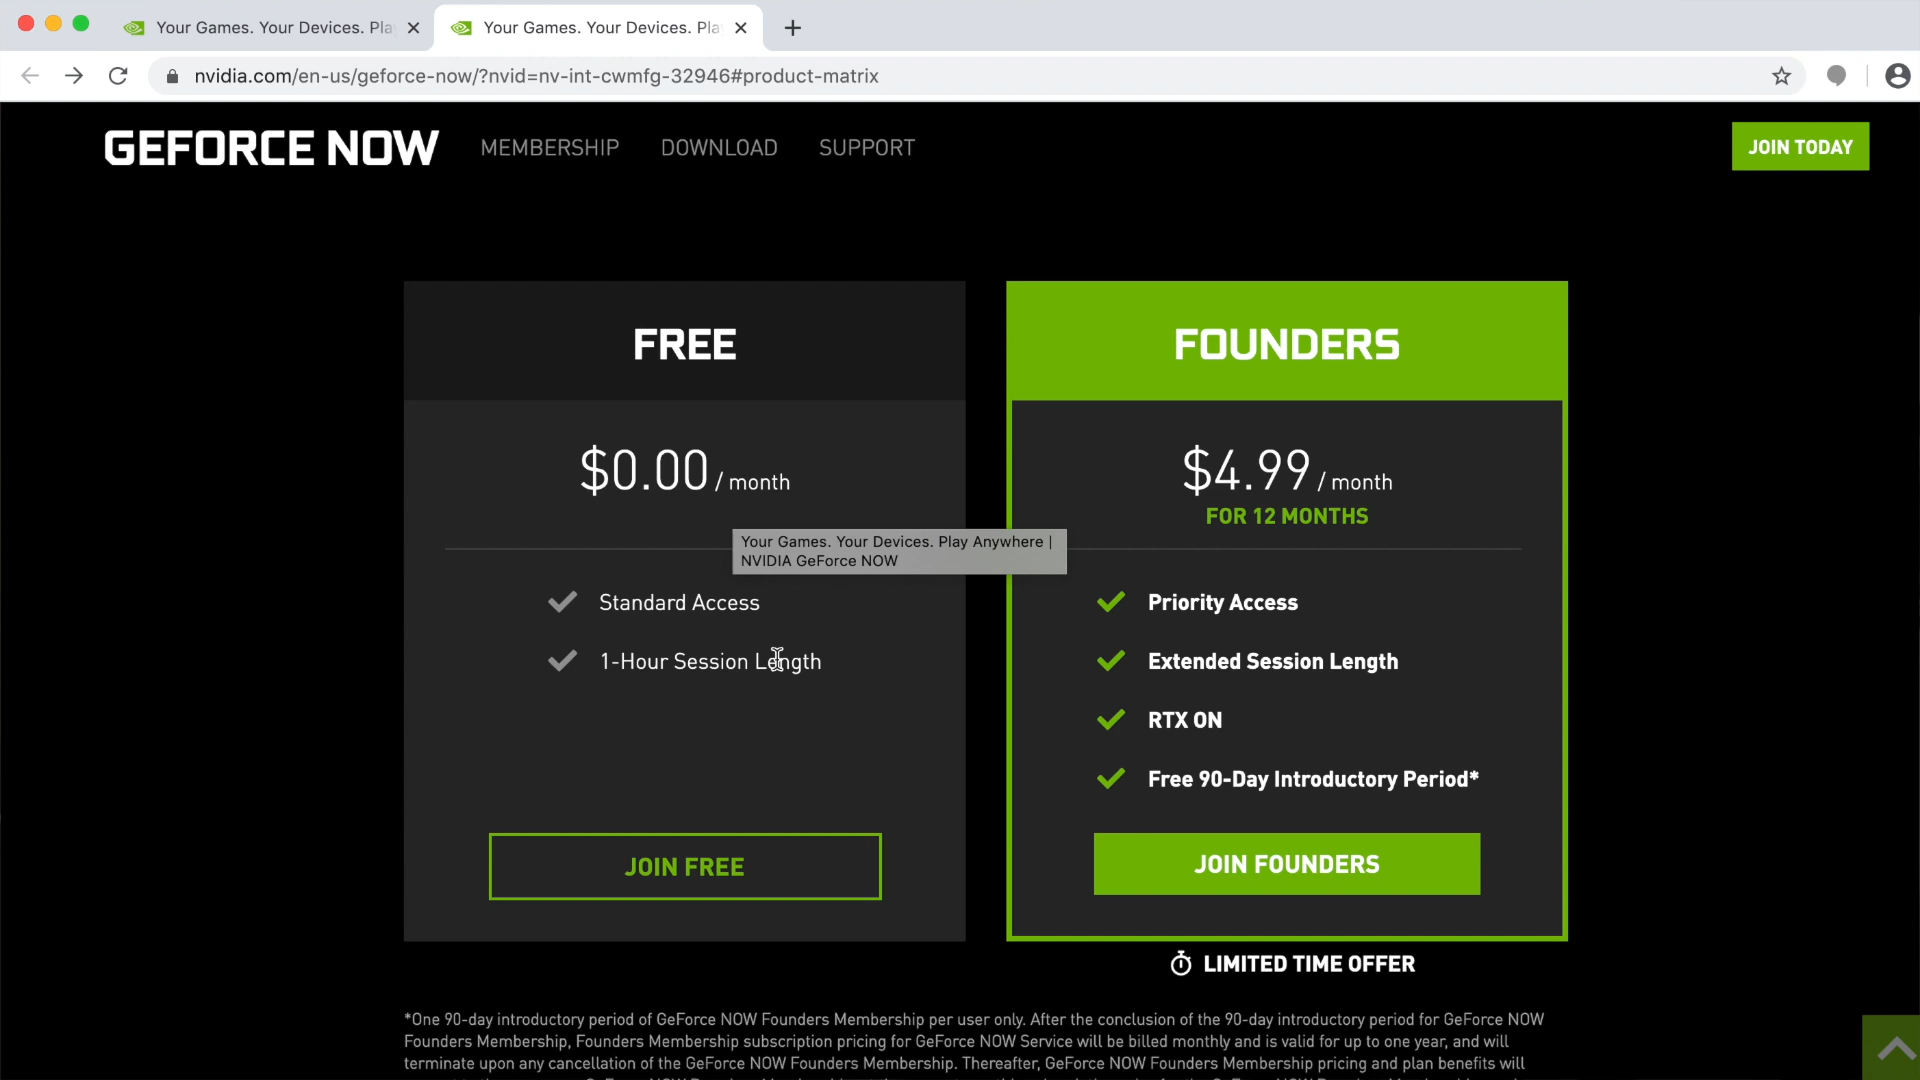 Your Games. Your Devices. Pla
Your Games. Your Devices. Pla
nvidia.com/en-us/geforce-now/?nvid=nv-int-cwmfg-32946#product-matrix
GEFORCE NOW
MEMBERSHIP
DOWNLOAD
SUPPORT
JOIN TODAY
FREE
$0.00 / month
Standard Access
1-Hour Session Length
JOIN FREE
Your Games. Your Devices. Play Anywhere |
NVIDIA GeForce NOW
FOUNDERS
$4.99 / month
FOR 12 MONTHS
Priority Access
Extended Session Length
RTX ON
Free 90-Day Introductory Period*
JOIN FOUNDERS
LIMITED TIME OFFER
*One 90-day introductory period of GeForce NOW Founders Membership per user only. After the conclusion of the 90-day introductory period for GeForce NOW
Founders Membership, Founders Membership subscription pricing for GeForce NOW Service will be billed monthly and is valid for up to one year, and will
terminate upon any cancellation of the GeForce NOW Founders Membership. Thereafter, GeForce NOW Founders Membership pricing and plan benefits will